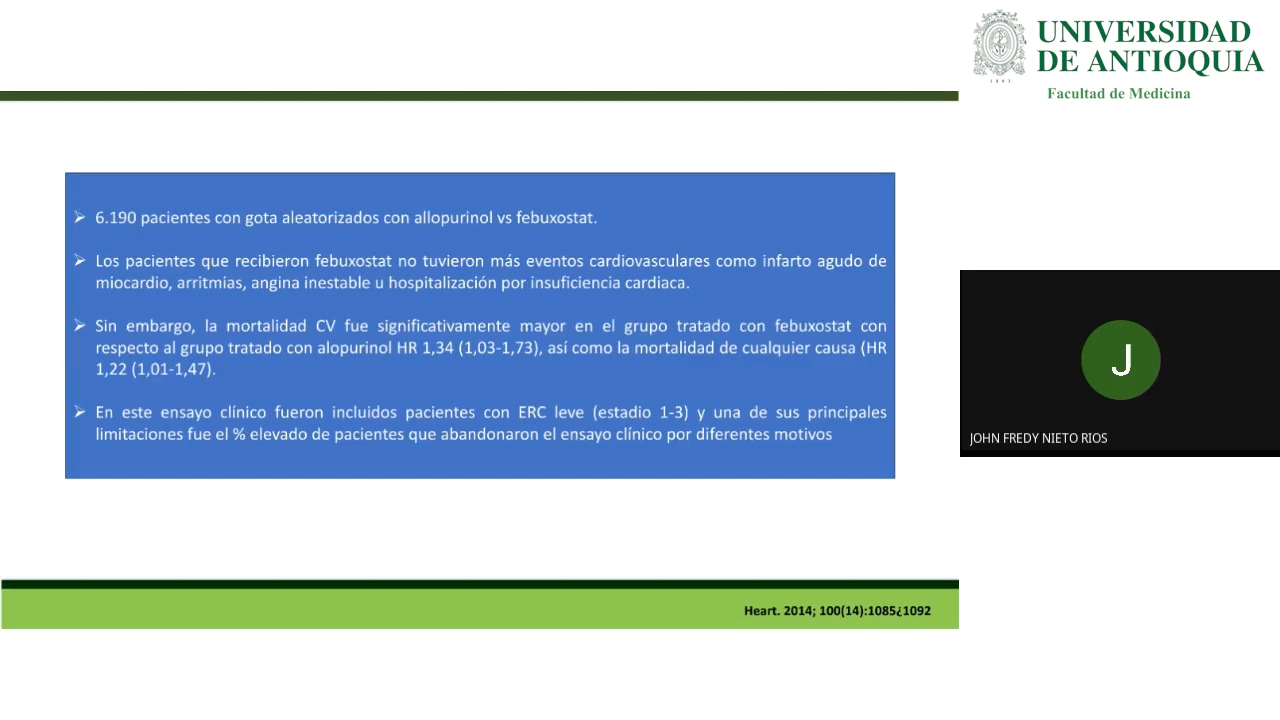 UNIVERSIDAD
DE ANTIOQUIA
1803
Facultad de Medicina
➢ 6.190 pacientes con gota aleatorizados con allopurinol vs febuxostat.
➢ Los pacientes que recibieron febuxostat no tuvieron más eventos cardiovasculares como infarto agudo de
miocardio, arritmias, angina inestable u hospitalización por insuficiencia cardiaca.
➢ Sin embargo, la mortalidad CV fue significativamente mayor en el grupo tratado con febuxostat con
respecto al grupo tratado con alopurinol HR 1,34 (1,03-1,73), así como la mortalidad de cualquier causa (HR
1,22 (1,01-1,47).
➢ En este ensayo clínico fueron incluidos pacientes con ERC leve (estadio 1-3) y una de sus principales
limitaciones fue el % elevado de pacientes que abandonaron el ensayo clínico por diferentes motivos
J
JOHN FREDY NIETO RIOS
Heart. 2014; 100(14):1085¿1092